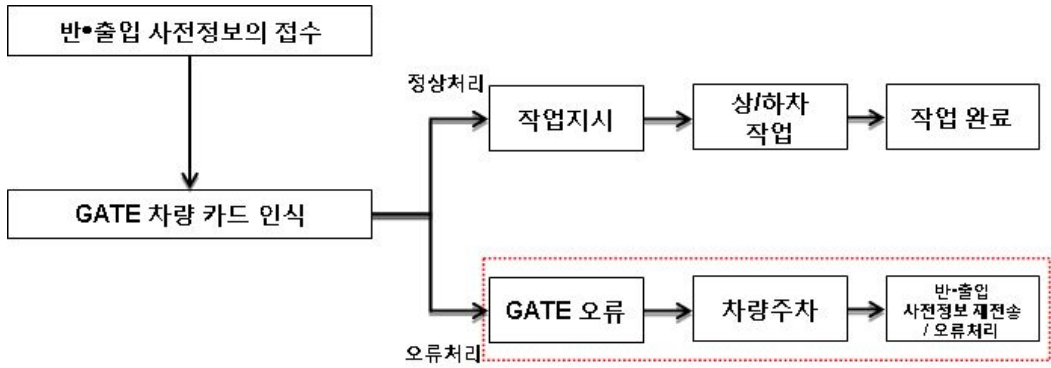 반•출입 사전정보의 접수
GATE 차량 카드 인식
정상처리
작업지시
상/하차
작업
작업 완료
오류처리
GATE 오류
차량주차
반•출입
사전정보 재전송
/ 오류처리